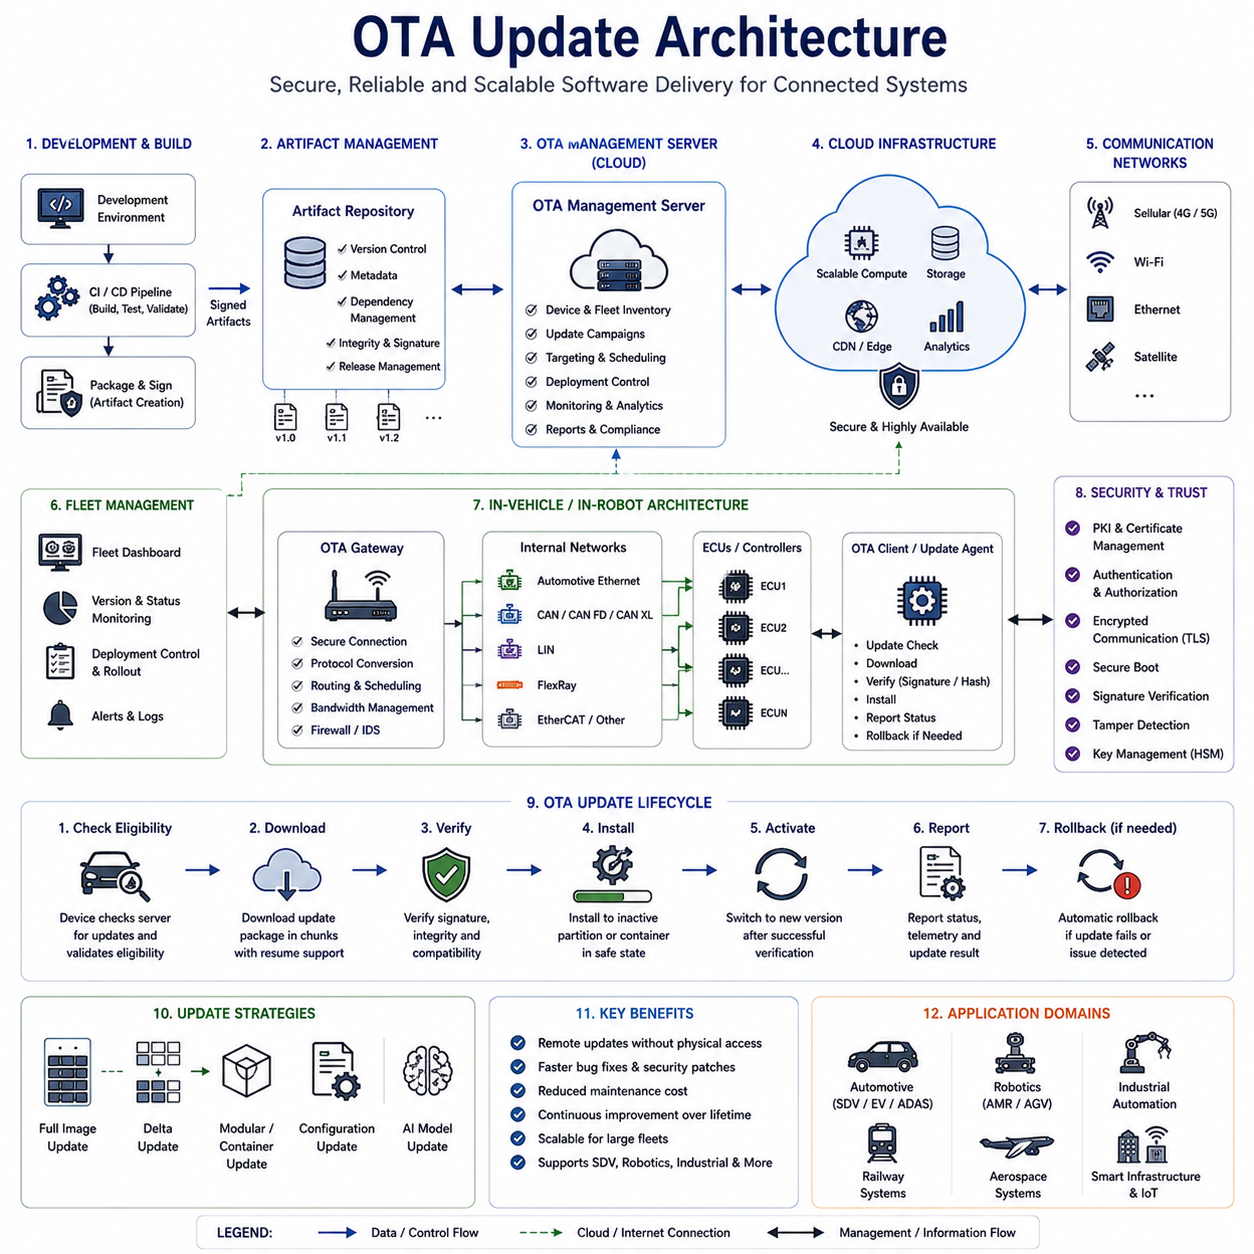 OTA Update Architecture
Secure, Reliable and Scalable Software Delivery for Connected Systems
1. DEVELOPMENT & BUILD
Development
Environment
CI / CD Pipeline
(Build, Test, Validate)
Package & Sign
(Artifact Creation)
Signed
Artifacts
2. ARTIFACT MANAGEMENT
Artifact Repository
Version Control
Metadata
Dependency
Management
Integrity & Signature
Release Management
v1.0
v1.1
v1.2
...
3. OTA MANAGEMENT SERVER
(CLOUD)
OTA Management Server
Device & Fleet Inventory
Update Campaigns
Targeting & Scheduling
Deployment Control
Monitoring & Analytics
Reports & Compliance
4. CLOUD INFRASTRUCTURE
Scalable Compute
Storage
CDN / Edge
Analytics
Secure & Highly Available
5. COMMUNICATION
NETWORKS
Sellular (4G / 5G)
Wi-Fi
Ethernet
Satellite
...
6. FLEET MANAGEMENT
Fleet Dashboard
Version & Status
Monitoring
Deployment Control
& Rollout
Alerts & Logs
7. IN-VEHICLE / IN-ROBOT ARCHITECTURE
OTA Gateway
Secure Connection
Protocol Conversion
Routing & Scheduling
Bandwidth Management
Firewall / IDS
Internal Networks
Automotive Ethernet
CAN / CAN FD / CAN XL
LIN
FlexRay
EtherCAT / Other
ECUs / Controllers
ECU1
ECU2
ECU...
ECUN
OTA Client / Update Agent
• Update Check
• Download
• Verify (Signature / Hash)
• Install
• Report Status
• Rollback if Needed
8. SECURITY & TRUST
PKI & Certificate
Management
Authentication
& Authorization
Encrypted
Communication (TLS)
Secure Boot
Signature Verification
Tamper Detection
Key Management (HSM)
9. OTA UPDATE LIFECYCLE
1. Check Eligibility
Device checks server
for updates and
validates eligibility
2. Download
Download update
package in chunks
with resume support
3. Verify
Verify signature,
integrity and
compatibility
4. Install
Install to inactive
partition or container
in safe state
5. Activate
Switch to new version
after successful
verification
6. Report
Report status,
telemetry and
update result
7. Rollback (if needed)
Automatic rollback
if update fails or
issue detected
10. UPDATE STRATEGIES
Full Image
Update
Delta
Update
Modular /
Container
Update
Configuration
Update
AI Model
Update
11. KEY BENEFITS
Remote updates without physical access
Faster bug fixes & security patches
Reduced maintenance cost
Continuous improvement over lifetime
Scalable for large fleets
Supports SDV, Robotics, Industrial & More
12. APPLICATION DOMAINS
Automotive
(SDV / EV / ADAS)
Robotics
(AMR / AGV)
Industrial
Automation
Railway
Systems
Aerospace
Systems
Smart Infrastructure
& IoT
LEGEND:
Data / Control Flow
Cloud / Internet Connection
Management / Information Flow